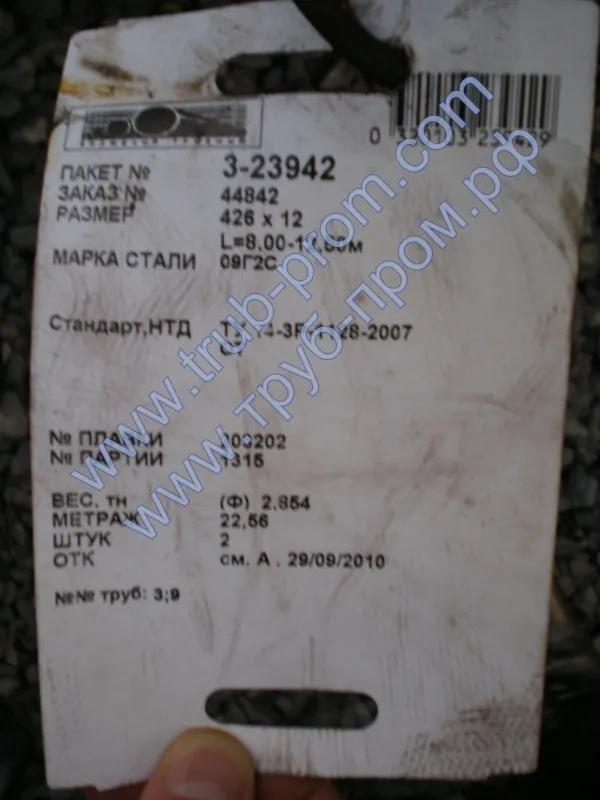 ПАКЕТ № 3-23942
ЗАКАЗ № 44842
РАЗМЕР 426 x 12
МАРКА СТАЛИ 09Г2С
Стандарт,НТД
№ ПЛАВКИ
№ ПАРТИИ 1315
ВЕС, тн (Ф) 2,854
МЕТРАЖ 22,56
ШТУК 2
ОТК см. А . 29/09/2010
№№ труб: 3;9
www.trub-prom.com
www.труб-пром.рф